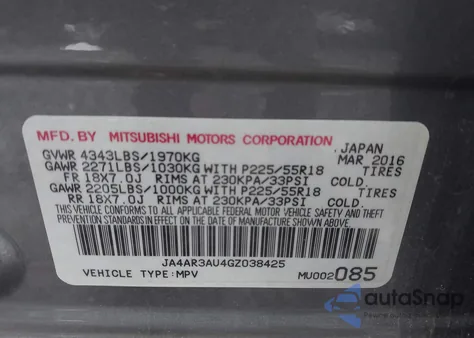 MFD. BY MITSUBISHI MOTORS CORPORATION. JAPAN
GVWR 4343LBS/1970KG MAR 2016
GAWR 2271LBS/1030KG WITH P225/55R18 TIRES
FR 18X7.0J RIMS AT 230KPA/33PSI COLD.
GAWR 2205LBS/1000KG WITH P225/55R18 TIRES
RR 18X7.0J RIMS AT 230KPA/33PSI COLD.
THIS VEHICLE CONFORMS TO ALL APPLICABLE FEDERAL MOTOR VEHICLE SAFETY AND THEFT PREVENTION STANDARDS IN EFFECT ON THE DATE OF MANUFACTURE SHOWN ABOVE.
JA4AR3AU4GZ038425
VEHICLE TYPE:MPV MU002085
autoSnap